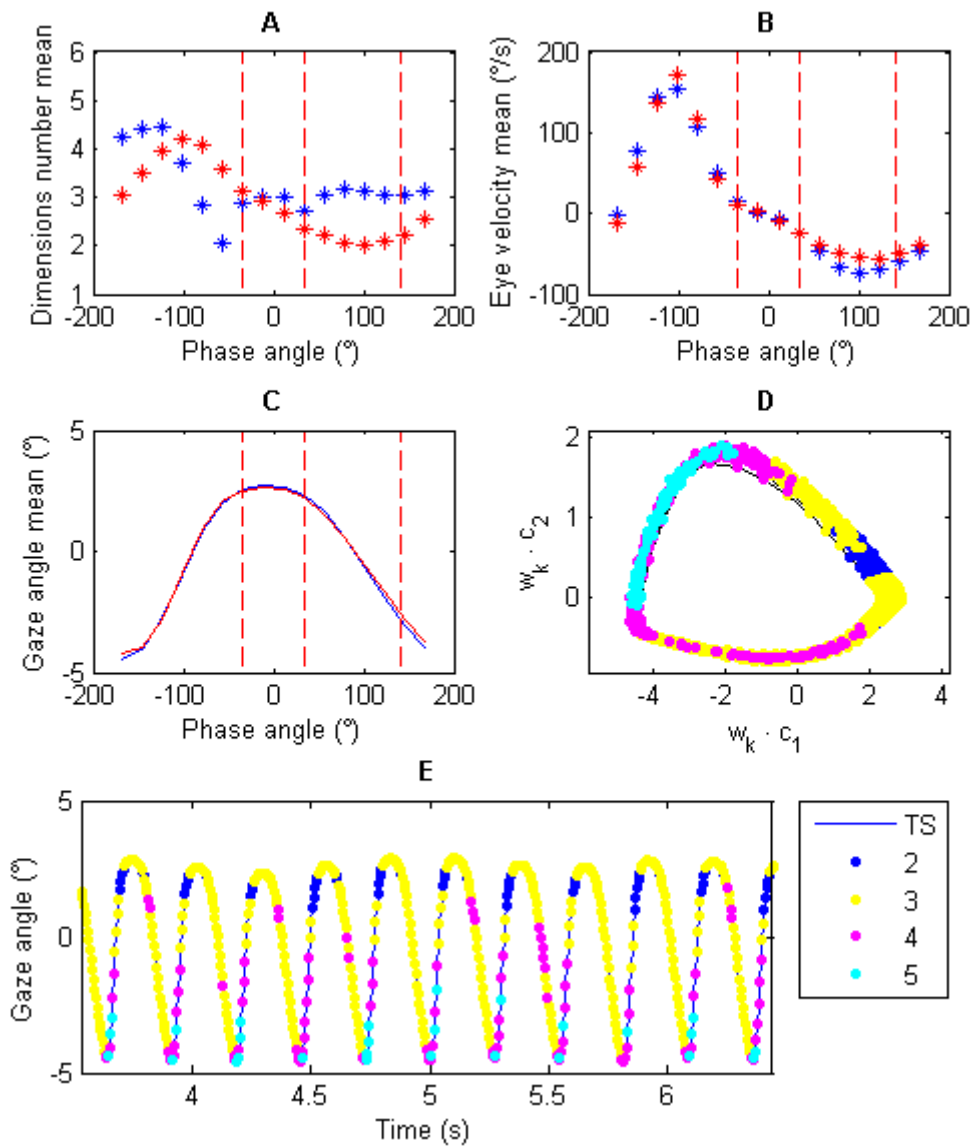 A
Dimensions number mean
6
5
4
3
2
1
-200 -100 0 100 200
Phase angle (°)
B
Eye velocity mean (°/s)
200
100
0
-100
-200 -100 0 100 200
Phase angle (°)
C
Gaze angle mean (°)
5
0
-5
-200 -100 0 100 200
Phase angle (°)
D
w_k · c_2
2
1
0
-4 -2 0 2 4
w_k · c_1
E
Gaze angle (°)
5
0
-5
4 4.5 5 5.5 6
Time (s)
TS
2
3
4
5